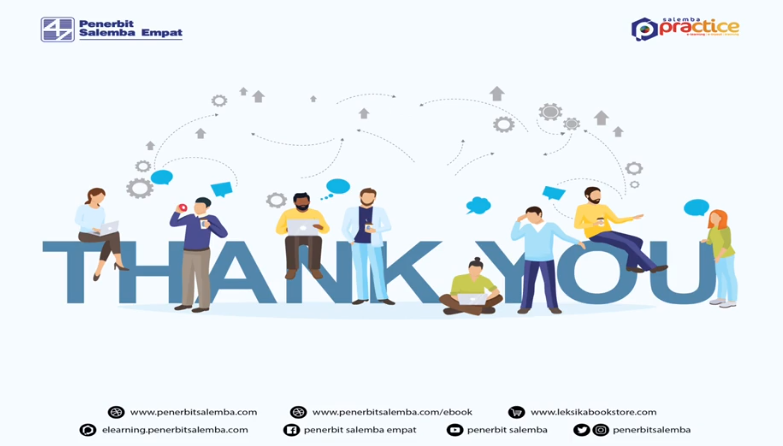 Penerbit
Salemba Empat
salemba
practice
THANK YOU
www.penerbitsalemba.com
www.penerbitsalemba.com/ebook
www.leksikabookstore.com
elearning.penerbitsalemba.com
penerbit salemba empat
penerbit salemba
penerbitsalemba